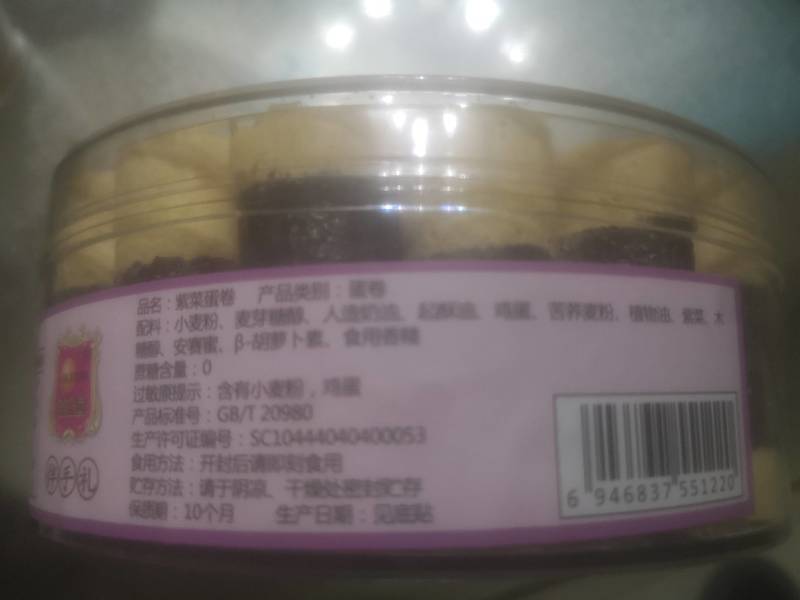 品名：紫菜蛋卷 产品类别：蛋卷
配料：小麦粉、麦芽糖醇、人造奶油、起酥油、鸡蛋、苦荞麦粉、植物油、紫菜、木
糖醇、安赛蜜、β-胡萝卜素、食用香精
蔗糖含量：0
过敏原提示：含有小麦粉，鸡蛋
产品标准号：GB/T 20980
生产许可证编号：SC10444040400053
食用方法：开封后请即刻食用
贮存方法：请于阴凉、干燥处密封贮存
保质期：10个月 生产日期：见底贴
手礼
6 946837 551220